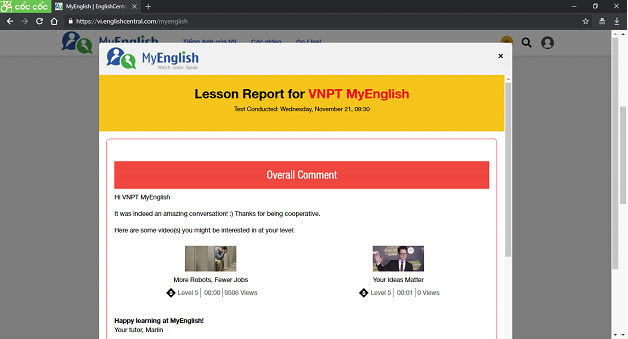 cốc cốc
MyEnglish | EnglishCentr
https://vi.englishcentral.com/myenglish
MyEnglish
Tiếng Anh của tôi
Các video
Go Live!
MyEnglish
Watch. Learn. Speak.
Lesson Report for VNPT MyEnglish
Test Conducted: Wednesday, November 21, 09:30
Overall Comment
Hi VNPT MyEnglish
It was indeed an amazing conversation! :) Thanks for being cooperative.
Here are some video(s) you might be interested in at your level:
More Robots, Fewer Jobs
Level 5 | 00:00 | 9506 Views
Your Ideas Matter
Level 5 | 00:01 | 0 Views
Happy learning at MyEnglish!
Your tutor, Marlin